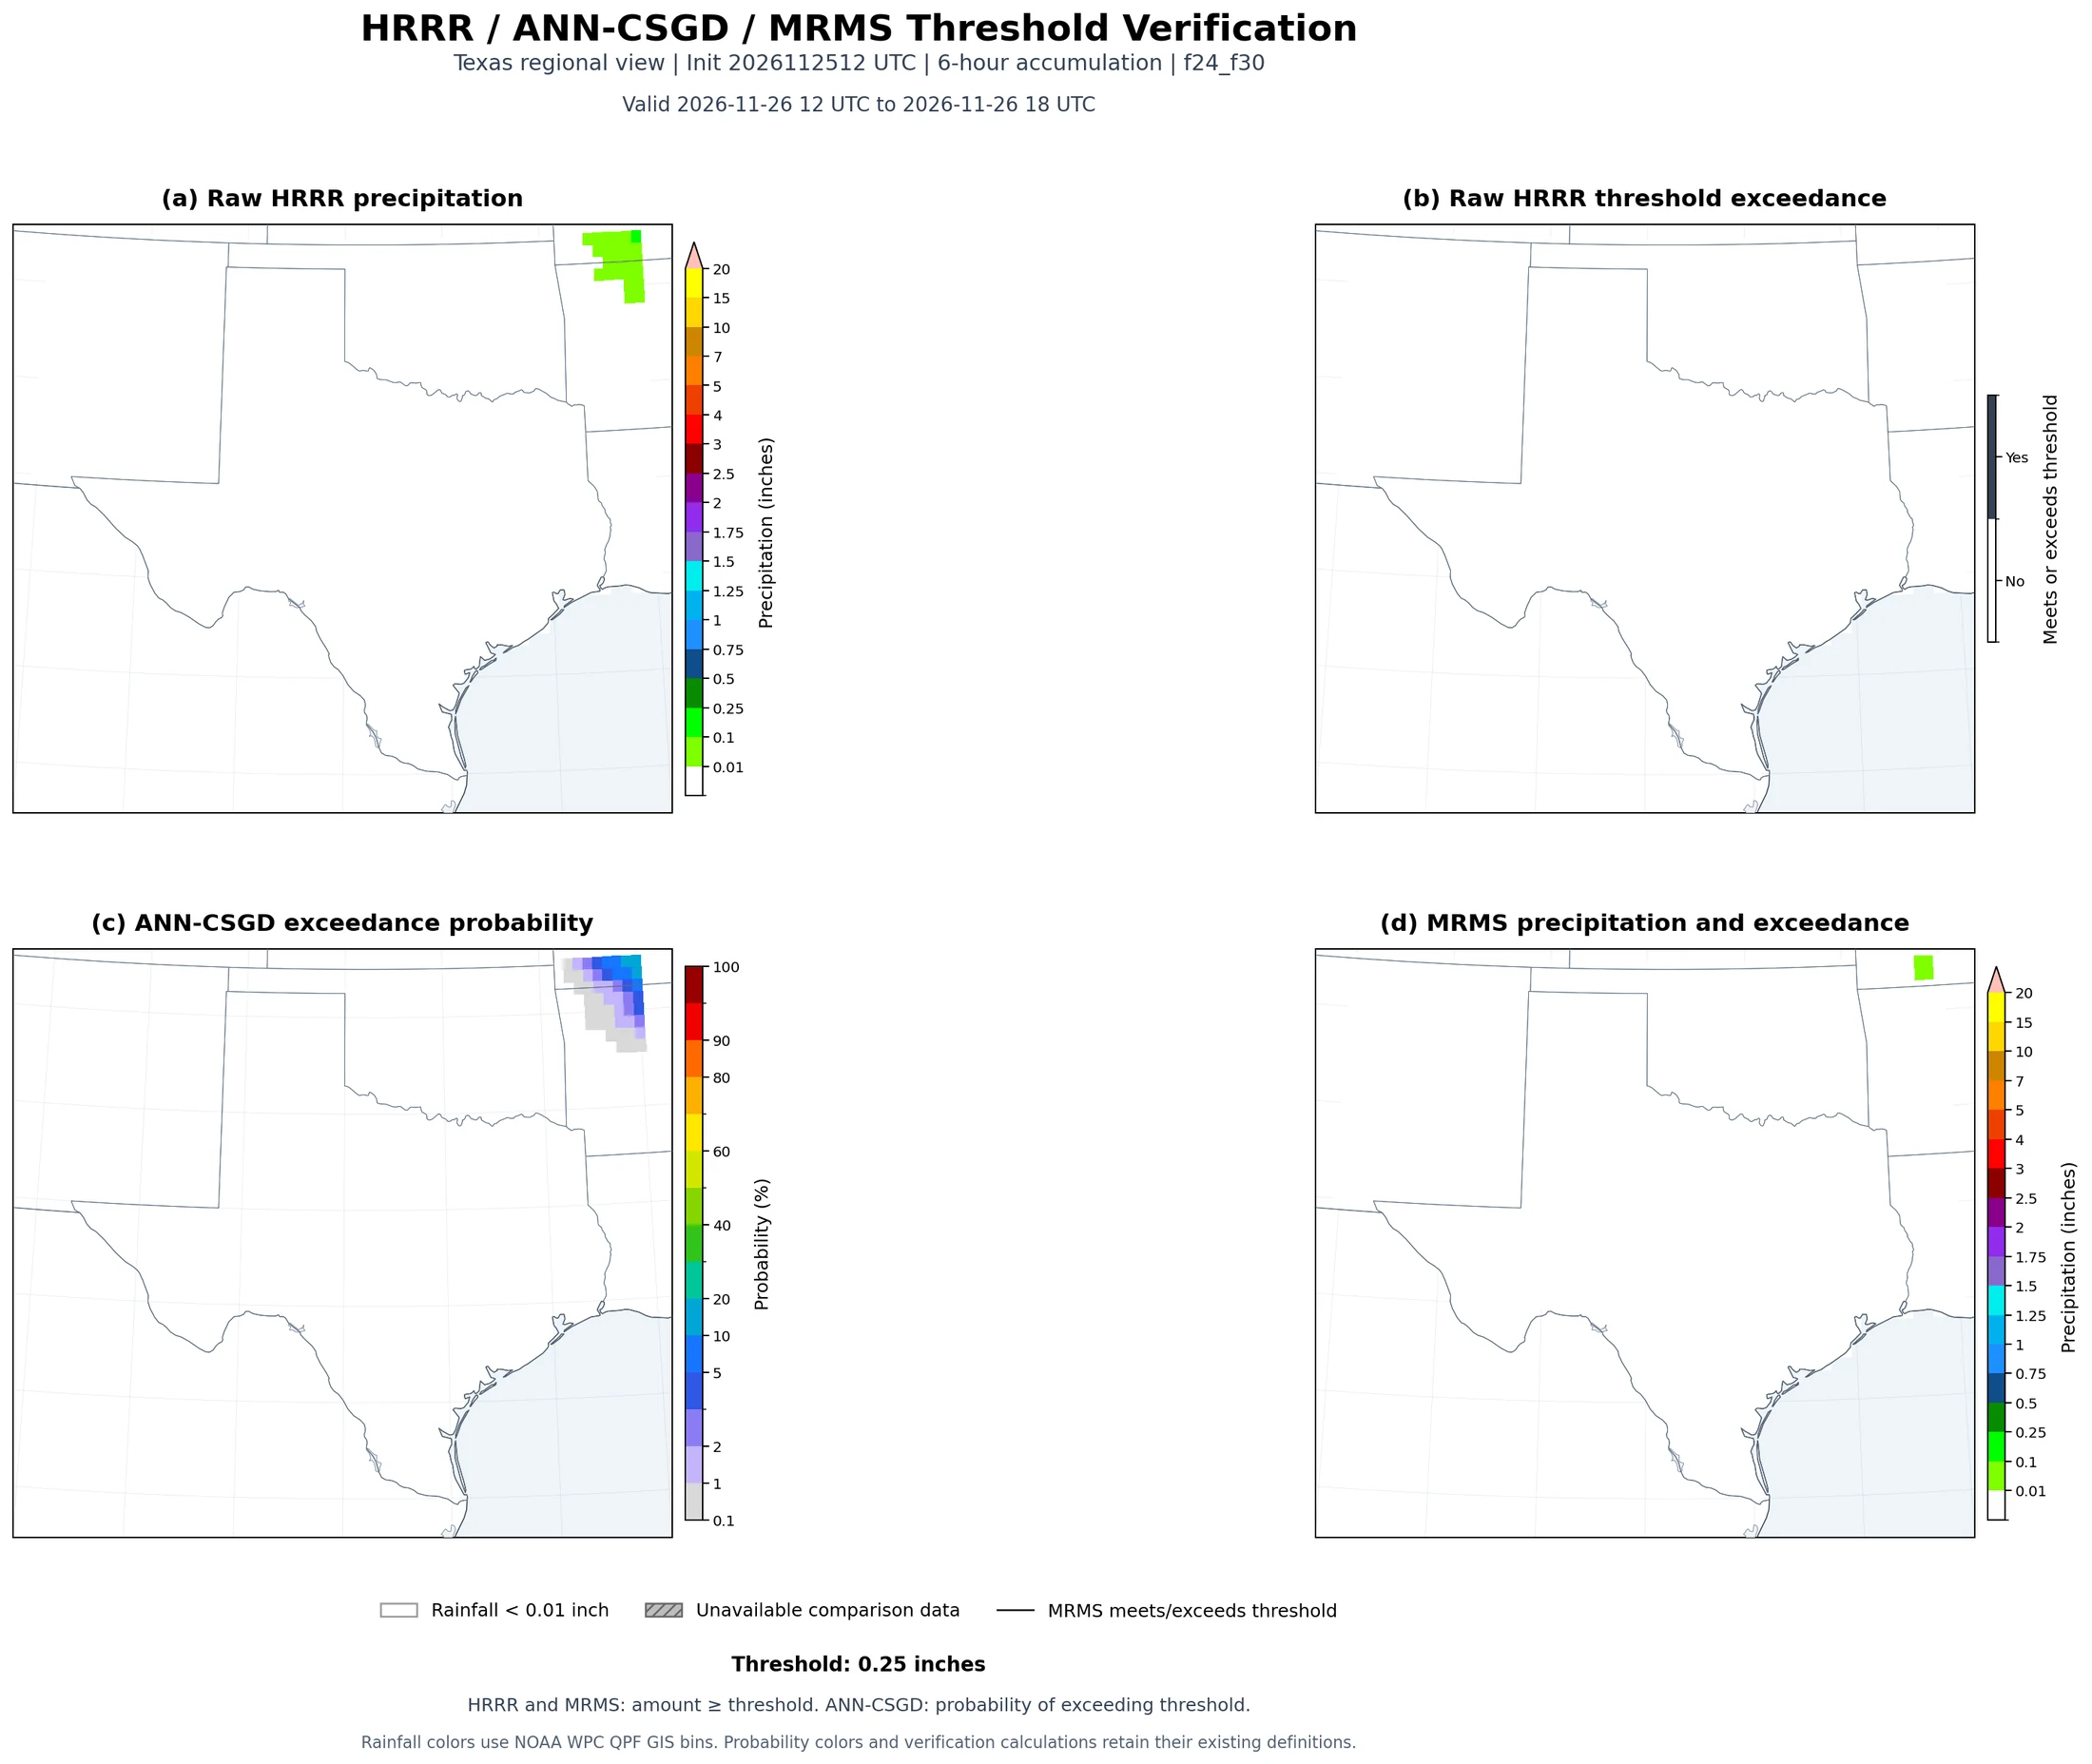 HRRR / ANN-CSGD / MRMS Threshold Verification
Texas regional view | Init 2026112512 UTC | 6-hour accumulation | f24_f30
Valid 2026-11-26 12 UTC to 2026-11-26 18 UTC
(a) Raw HRRR precipitation
20
15
10
7
5
4
3
2.5
2
1.75
1.5
1.25
1
0.75
0.5
0.25
0.1
0.01
Precipitation (inches)
(b) Raw HRRR threshold exceedance
Yes
No
Meets or exceeds threshold
(c) ANN-CSGD exceedance probability
100
90
80
60
40
20
10
5
2
1
0.1
Probability (%)
(d) MRMS precipitation and exceedance
20
15
10
7
5
4
3
2.5
2
1.75
1.5
1.25
1
0.75
0.5
0.25
0.1
0.01
Precipitation (inches)
Rainfall < 0.01 inch
Unavailable comparison data
MRMS meets/exceeds threshold
Threshold: 0.25 inches
HRRR and MRMS: amount ≥ threshold. ANN-CSGD: probability of exceeding threshold.
Rainfall colors use NOAA WPC QPF GIS bins. Probability colors and verification calculations retain their existing definitions.